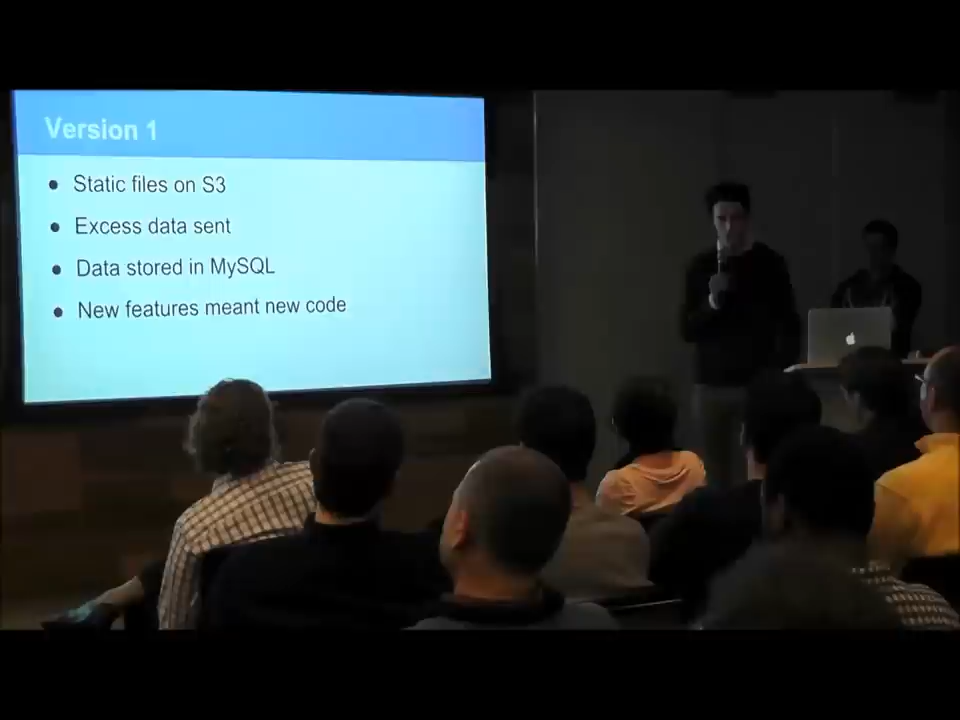 Version 1
• Static files on S3
• Excess data sent
• Data stored in MySQL
• New features meant new code